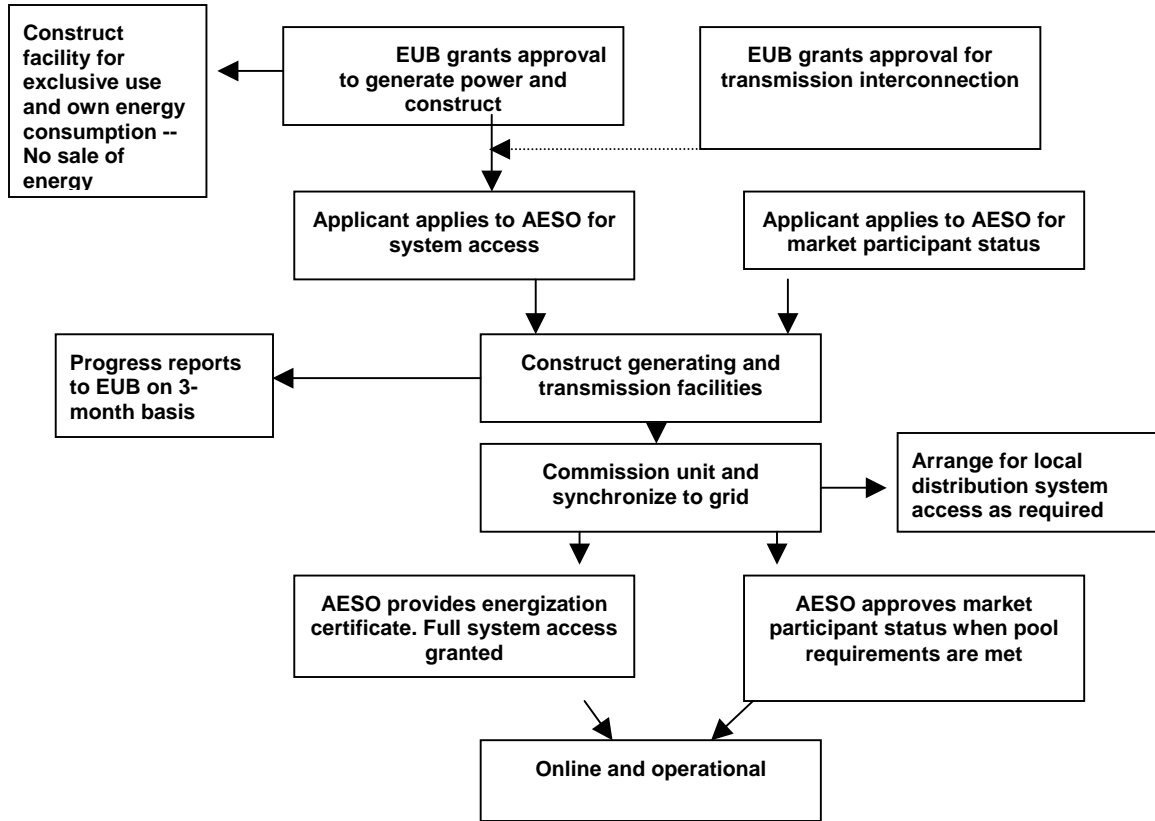 Construct
facility for
exclusive use
and own energy
consumption --
No sale of
energy
EUB grants approval
to generate power and
construct
EUB grants approval for
transmission interconnection
Applicant applies to AESO for
system access
Applicant applies to AESO for
market participant status
Progress reports
to EUB on 3-
month basis
Construct generating and
transmission facilities
Commission unit and
synchronize to grid
Arrange for local
distribution system
access as required
AESO provides energization
certificate. Full system access
granted
AESO approves market
participant status when pool
requirements are met
Online and operational